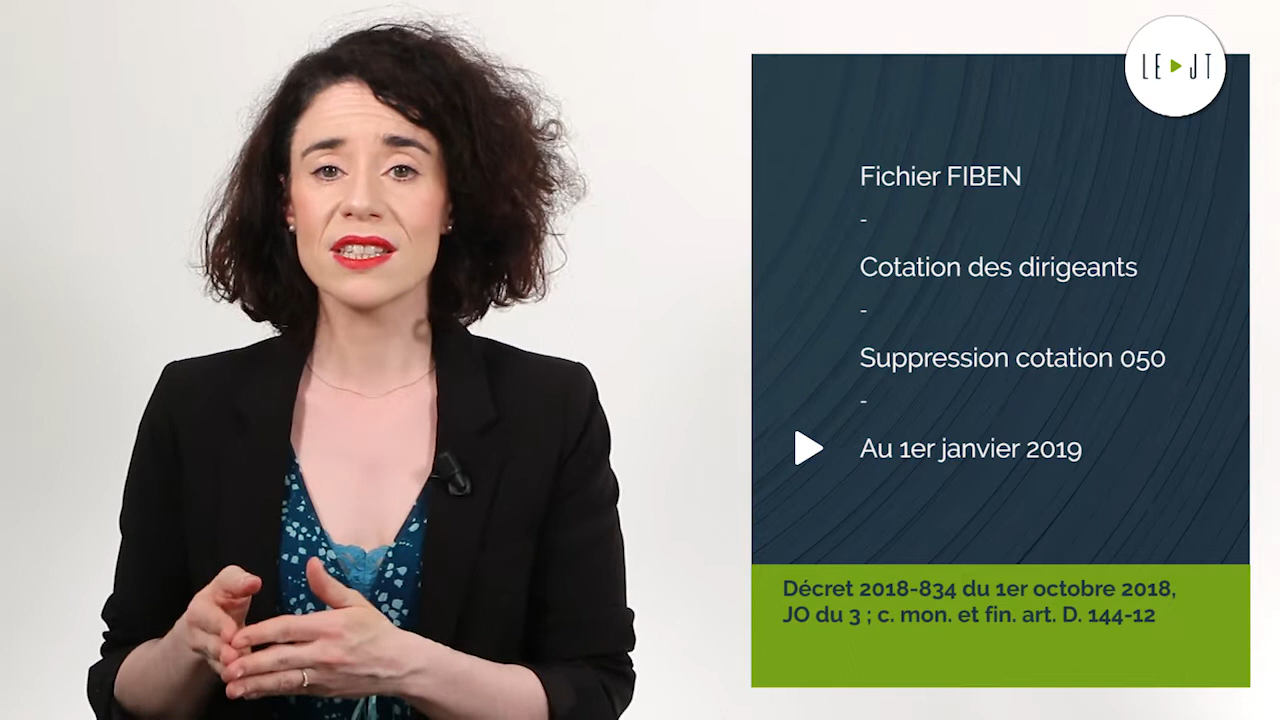 LE JT
Fichier FIBEN
-
Cotation des dirigeants
-
Suppression cotation 050
-
Au 1er janvier 2019
Décret 2018-834 du 1er octobre 2018,
JO du 3 ; c. mon. et fin. art. D. 144-12